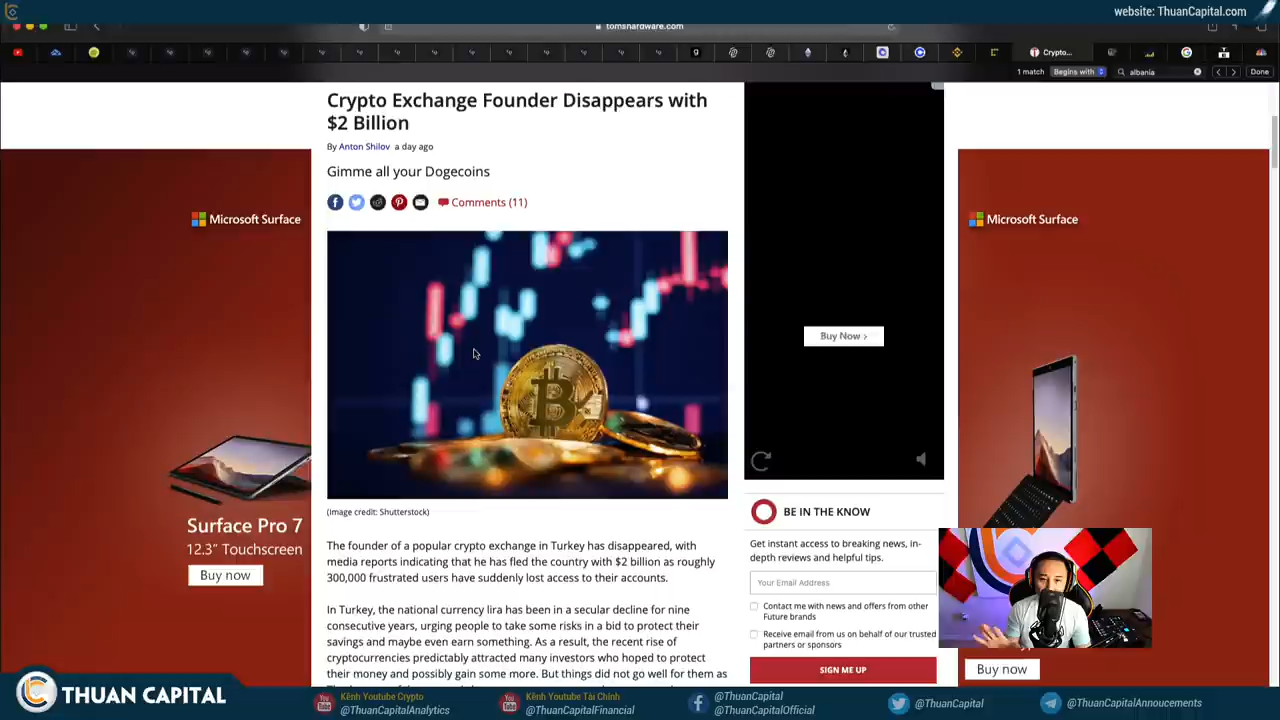 website: ThuanCapital.com
tomshardware.com
Crypto...
1 match
Begins with
albania
Done
Crypto Exchange Founder Disappears with
$2 Billion
By Anton Shilov a day ago
Gimme all your Dogecoins
Comments (11)
(Image credit: Shutterstock)
The founder of a popular crypto exchange in Turkey has disappeared, with
media reports indicating that he has fled the country with $2 billion as roughly
300,000 frustrated users have suddenly lost access to their accounts.
In Turkey, the national currency lira has been in a secular decline for nine
consecutive years, urging people to take some risks in a bid to protect their
savings and maybe even earn something. As a result, the recent rise of
cryptocurrencies predictably attracted many investors who hoped to protect
their money and possibly gain some more. But things did not go well for them as
Microsoft Surface
Surface Pro 7
12.3” Touchscreen
Buy now
Buy Now ›
BE IN THE KNOW
Get instant access to breaking news, in-
depth reviews and helpful tips.
Your Email Address
Contact me with news and offers from other
Future brands
Receive email from us on behalf of our trusted
partners or sponsors
SIGN ME UP
Microsoft Surface
Buy now
THUAN CAPITAL
Kênh Youtube Crypto
@ThuanCapitalAnalytics
Kênh Youtube Tài Chính
@ThuanCapitalFinancial
@ThuanCapital
@ThuanCapitalOfficial
@ThuanCapital
@ThuanCapitalAnnoucements